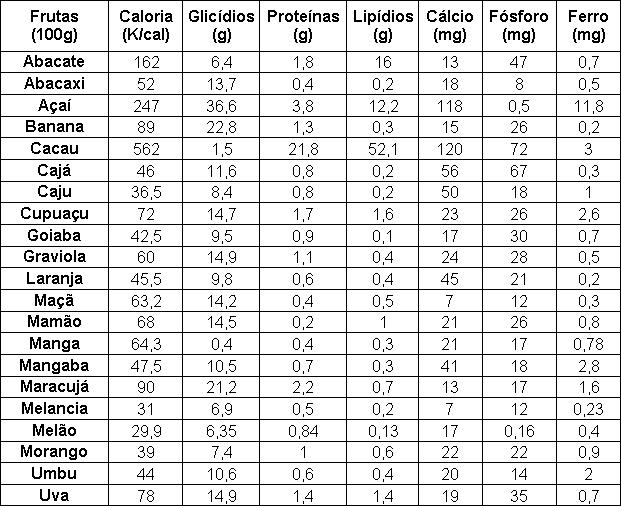 Frutas Caloria Glicídios Proteínas Lipídios Cálcio Fósforo Ferro
(100g) (K/cal) (g) (g) (g) (mg) (mg) (mg)
Abacate 162 6,4 1,8 16 13 47 0,7
Abacaxi 52 13,7 0,4 0,2 18 8 0,5
Açaí 247 36,6 3,8 12,2 118 0,5 11,8
Banana 89 22,8 1,3 0,3 15 26 0,2
Cacau 562 1,5 21,8 52,1 120 72 3
Cajá 46 11,6 0,8 0,2 56 67 0,3
Caju 36,5 8,4 0,8 0,2 50 18 1
Cupuaçu 72 14,7 1,7 1,6 23 26 2,6
Goiaba 42,5 9,5 0,9 0,1 17 30 0,7
Graviola 60 14,9 1,1 0,4 24 28 0,5
Laranja 45,5 9,8 0,6 0,4 45 21 0,2
Maçã 63,2 14,2 0,4 0,5 7 12 0,3
Mamão 68 14,5 0,2 1 21 26 0,8
Manga 64,3 0,4 0,4 0,3 21 17 0,78
Mangaba 47,5 10,5 0,7 0,3 41 18 2,8
Maracujá 90 21,2 2,2 0,7 13 17 1,6
Melancia 31 6,9 0,5 0,2 7 12 0,23
Melão 29,9 6,35 0,84 0,13 17 0,16 0,4
Morango 39 7,4 1 0,6 22 22 0,9
Umbu 44 10,6 0,6 0,4 20 14 2
Uva 78 14,9 1,4 1,4 19 35 0,7